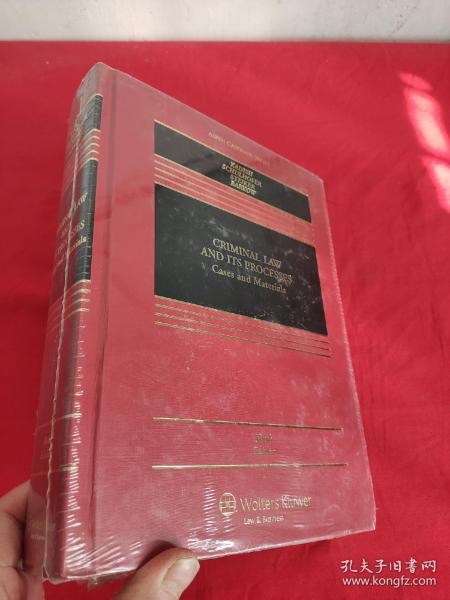 ASPEN CASEBOOK SERIES
KADISH
SCHULHOFER
STEIKER
BARKOW
CRIMINAL LAW
AND ITS PROCESSES
Cases and Materials
Ninth
Edition
Wolters Kluwer
Law & Business
孔夫子旧书网
www.kongfz.com